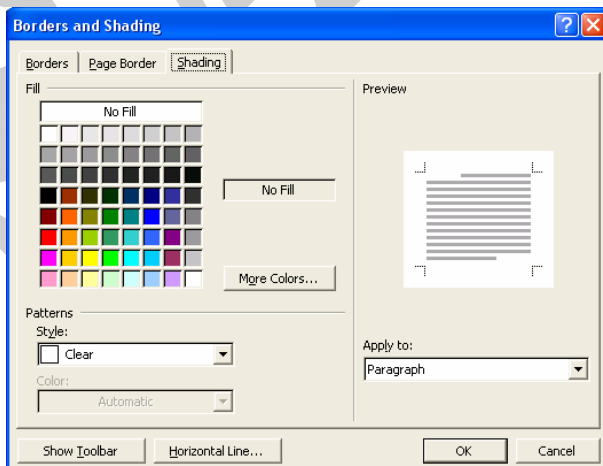 Borders and Shading
Borders Page Border Shading
Fill
No Fill
No Fill
More Colors...
Patterns
Style:
Clear
Color:
Automatic
Preview
Apply to:
Paragraph
Show Toolbar Horizontal Line... OK Cancel